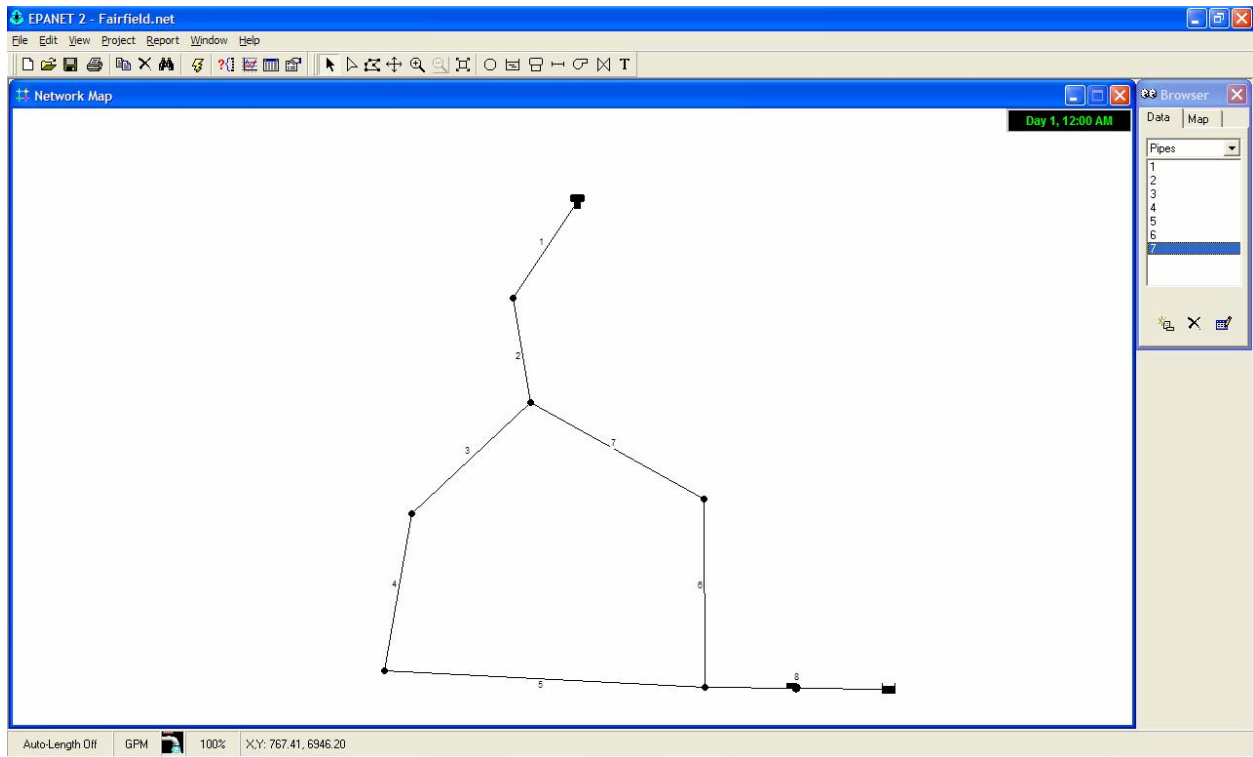 EPANET 2 - Fairfield.net
File Edit View Project Report Window Help
T
Network Map
Day 1, 12:00 AM
Browser
Data Map
Pipes
1
2
3
4
5
6
7
1
2
3
7
4
6
5
8
Auto-Length Off GPM 100% X,Y: 767.41, 6946.20